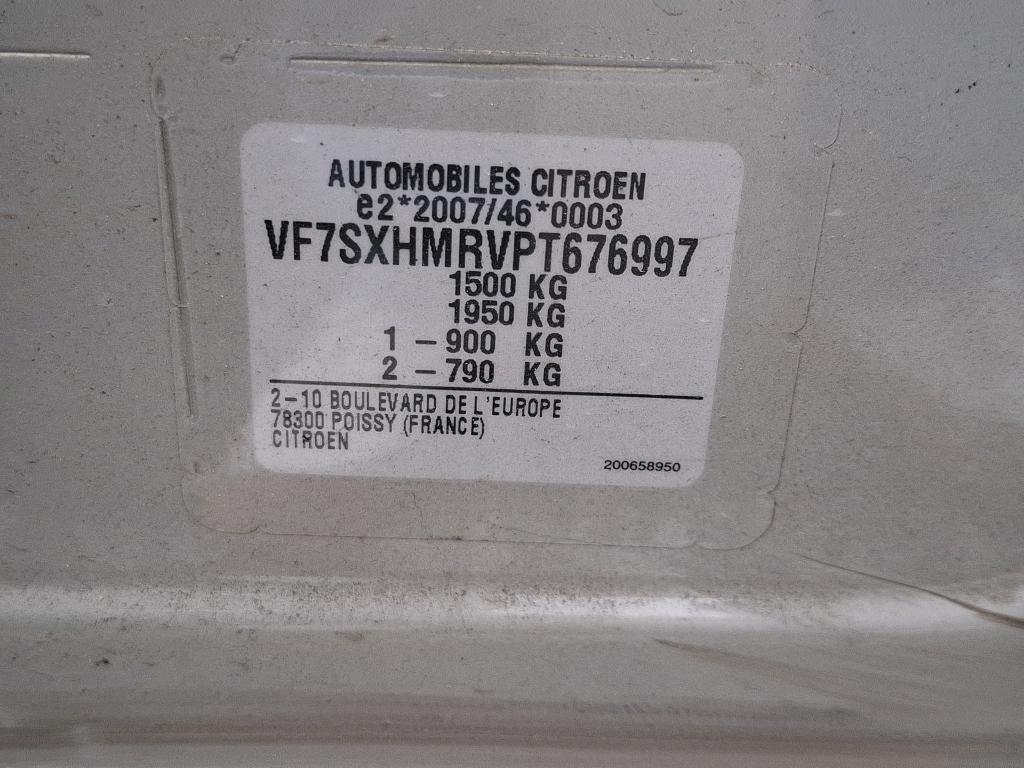 AUTOMOBILES CITROEN
e2*2007/46*0003
VF7SXHMRVPT676997
1500 KG
1950 KG
1 – 900 KG
2 – 790 KG
2–10 BOULEVARD DE L'EUROPE
78300 POISSY (FRANCE)
CITROEN
200658950